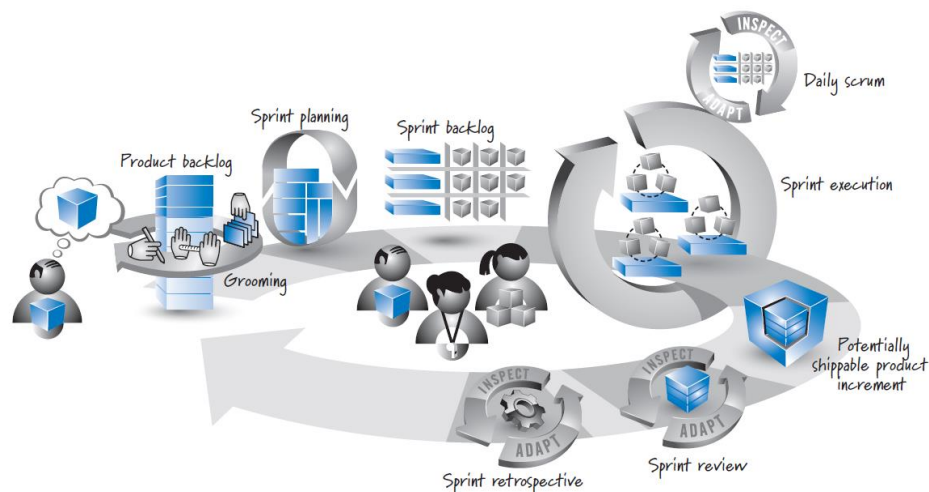 INSPECT
ADAPT
Daily scrum
Sprint planning
Sprint backlog
Product backlog
Sprint execution
Grooming
Potentially
shippable product
increment
INSPECT
ADAPT
Sprint review
INSPECT
ADAPT
Sprint retrospective